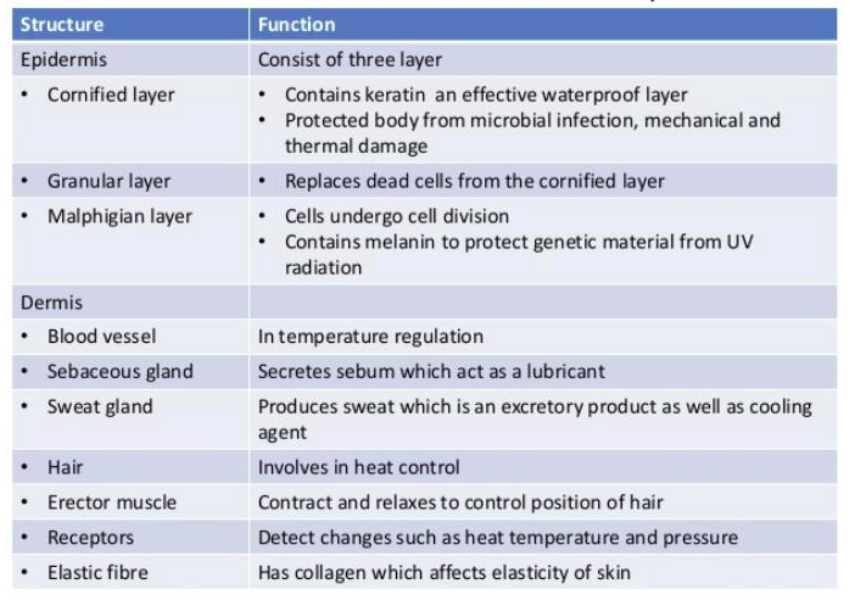 Structure Function
Epidermis Consist of three layer
• Cornified layer • Contains keratin an effective waterproof layer
• Protected body from microbial infection, mechanical and
thermal damage
• Granular layer • Replaces dead cells from the cornified layer
• Malphigian layer • Cells undergo cell division
• Contains melanin to protect genetic material from UV
radiation
Dermis
• Blood vessel In temperature regulation
• Sebaceous gland Secretes sebum which act as a lubricant
• Sweat gland Produces sweat which is an excretory product as well as cooling
agent
• Hair Involves in heat control
• Erector muscle Contract and relaxes to control position of hair
• Receptors Detect changes such as heat temperature and pressure
• Elastic fibre Has collagen which affects elasticity of skin